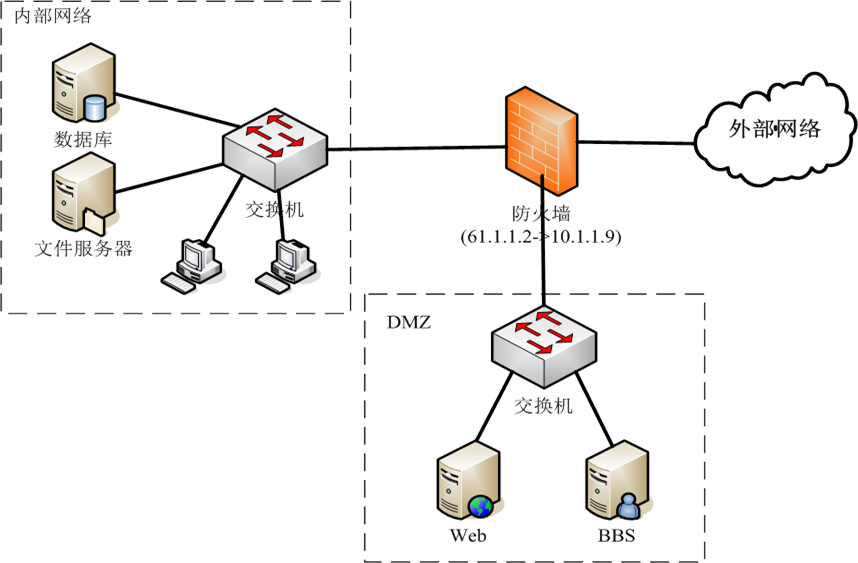 内部网络
数据库
文件服务器
交换机
防火墙
(61.1.1.2->10.1.1.9)
外部网络
DMZ
交换机
Web
BBS